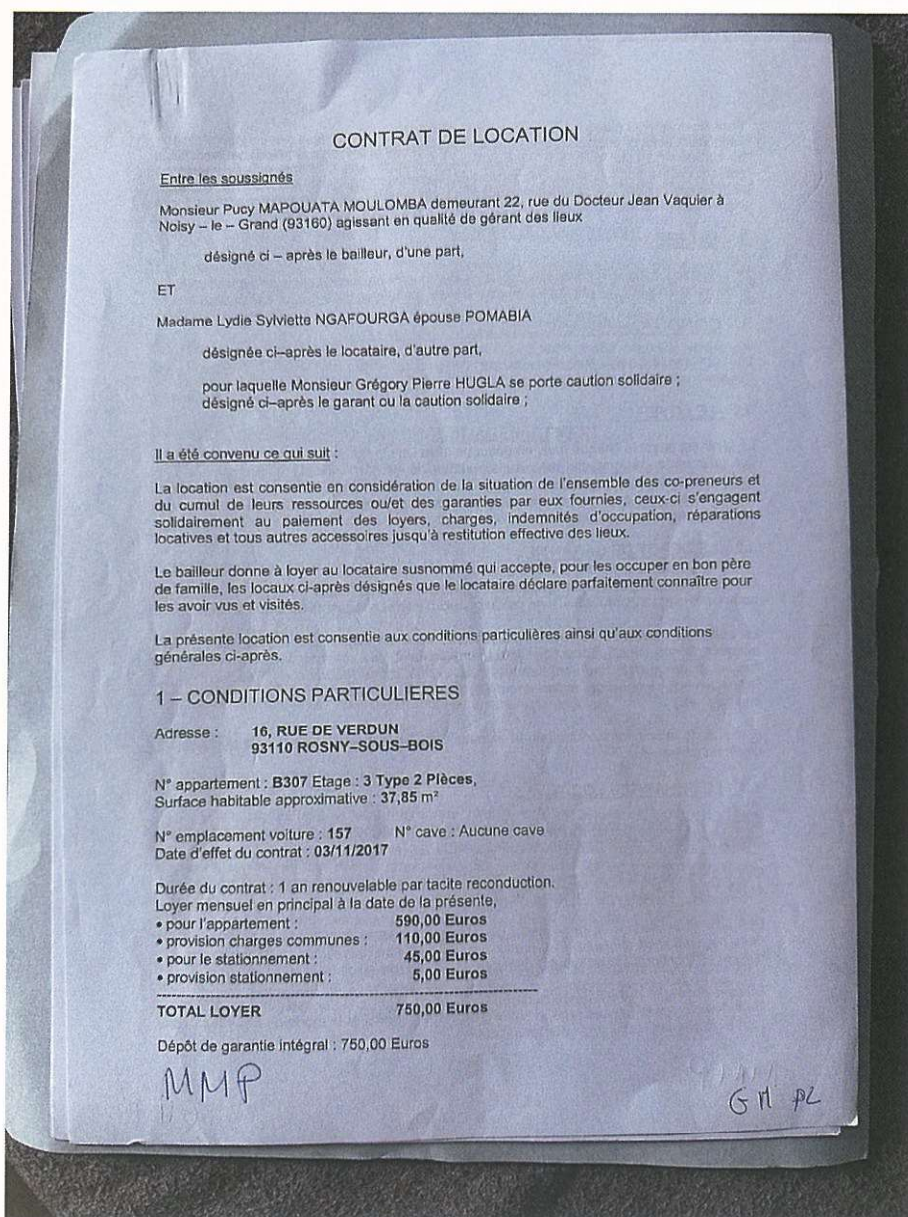 CONTRAT DE LOCATION
Entre les soussignés
Monsieur Pucy MAPOUATA MOULOMBA demeurant 22, rue du Docteur Jean Vaquier à
Noisy – le – Grand (93160) agissant en qualité de gérant des lieux
désigné ci – après le bailleur, d'une part,
ET
Madame Lydie Sylviette NGAFOURGA épouse POMABIA
désignée ci–après le locataire, d'autre part,
pour laquelle Monsieur Grégory Pierre HUGLA se porte caution solidaire ;
désigné ci–après le garant ou la caution solidaire ;
Il a été convenu ce qui suit :
La location est consentie en considération de la situation de l'ensemble des co-preneurs et
du cumul de leurs ressources ou/et des garanties par eux fournies, ceux-ci s'engagent
solidairement au paiement des loyers, charges, indemnités d'occupation, réparations
locatives et tous autres accessoires jusqu'à restitution effective des lieux.
Le bailleur donne à loyer au locataire susnommé qui accepte, pour les occuper en bon père
de famille, les locaux ci-après désignés que le locataire déclare parfaitement connaître pour
les avoir vus et visités.
La présente location est consentie aux conditions particulières ainsi qu'aux conditions
générales ci-après.
1 – CONDITIONS PARTICULIERES
Adresse : 16, RUE DE VERDUN
93110 ROSNY–SOUS–BOIS
N° appartement : B307 Etage : 3 Type 2 Pièces,
Surface habitable approximative : 37,85 m²
N° emplacement voiture : 157 N° cave : Aucune cave
Date d'effet du contrat : 03/11/2017
Durée du contrat : 1 an renouvelable par tacite reconduction.
Loyer mensuel en principal à la date de la présente,
• pour l'appartement : 590,00 Euros
• provision charges communes : 110,00 Euros
• pour le stationnement : 45,00 Euros
• provision stationnement : 5,00 Euros
TOTAL LOYER 750,00 Euros
Dépôt de garantie intégral : 750,00 Euros
MMP
GM PL